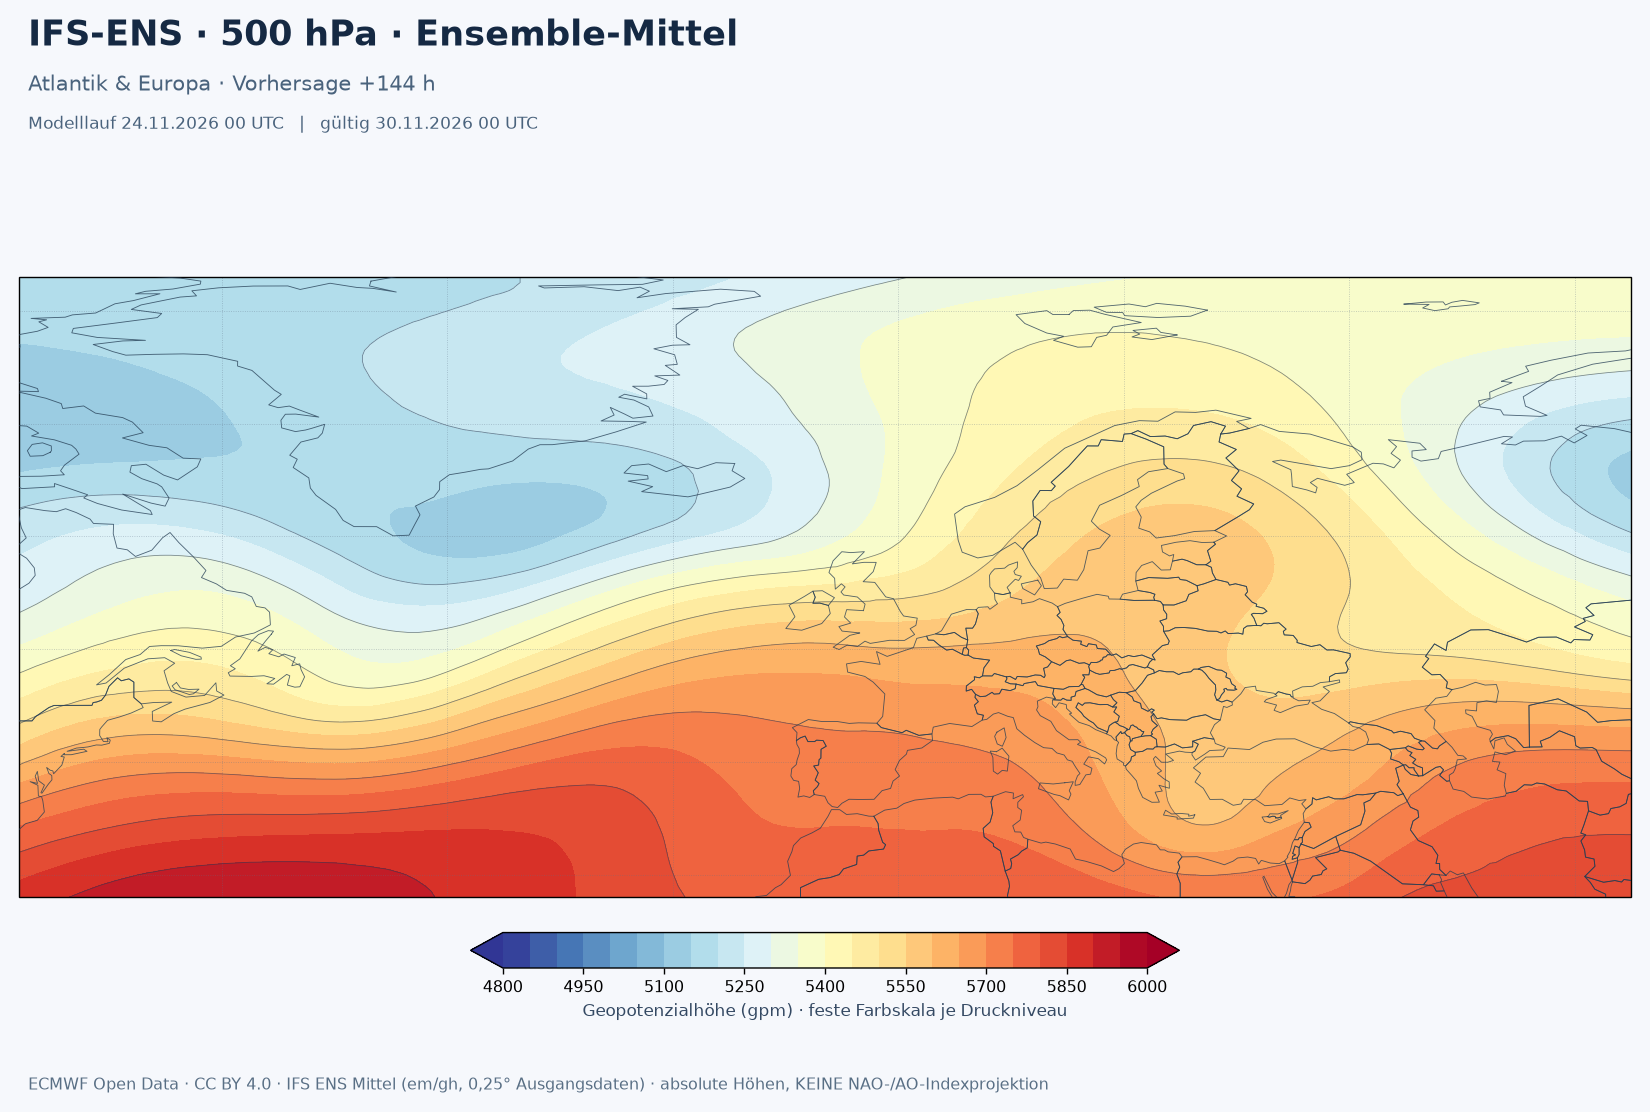 IFS-ENS · 500 hPa · Ensemble-Mittel
Atlantik & Europa · Vorhersage +144 h
Modelllauf 24.11.2026 00 UTC | gültig 30.11.2026 00 UTC
4800 4950 5100 5250 5400 5550 5700 5850 6000
Geopotenzialhöhe (gpm) · feste Farbskala je Druckniveau
ECMWF Open Data · CC BY 4.0 · IFS ENS Mittel (em/gh, 0,25° Ausgangsdaten) · absolute Höhen, KEINE NAO-/AO-Indexprojektion